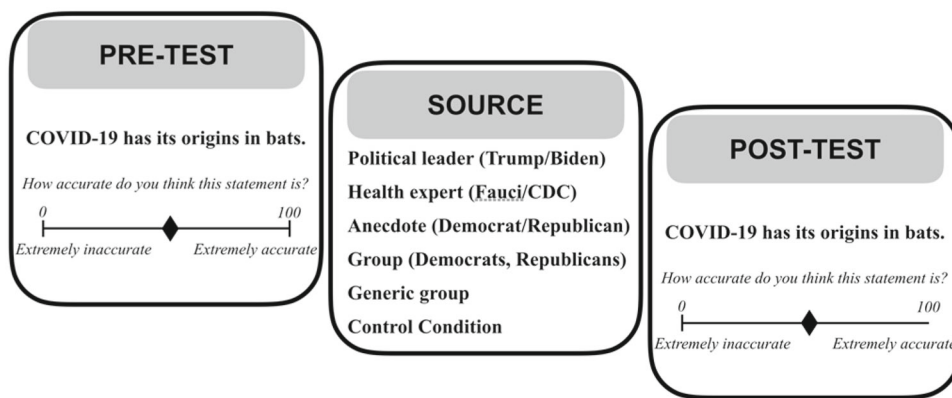 PRE-TEST
COVID-19 has its origins in bats.
How accurate do you think this statement is?
0 100
Extremely inaccurate Extremely accurate
SOURCE
Political leader (Trump/Biden)
Health expert (Fauci/CDC)
Anecdote (Democrat/Republican)
Group (Democrats, Republicans)
Generic group
Control Condition
POST-TEST
COVID-19 has its origins in bats.
How accurate do you think this statement is?
0 100
Extremely inaccurate Extremely accurate